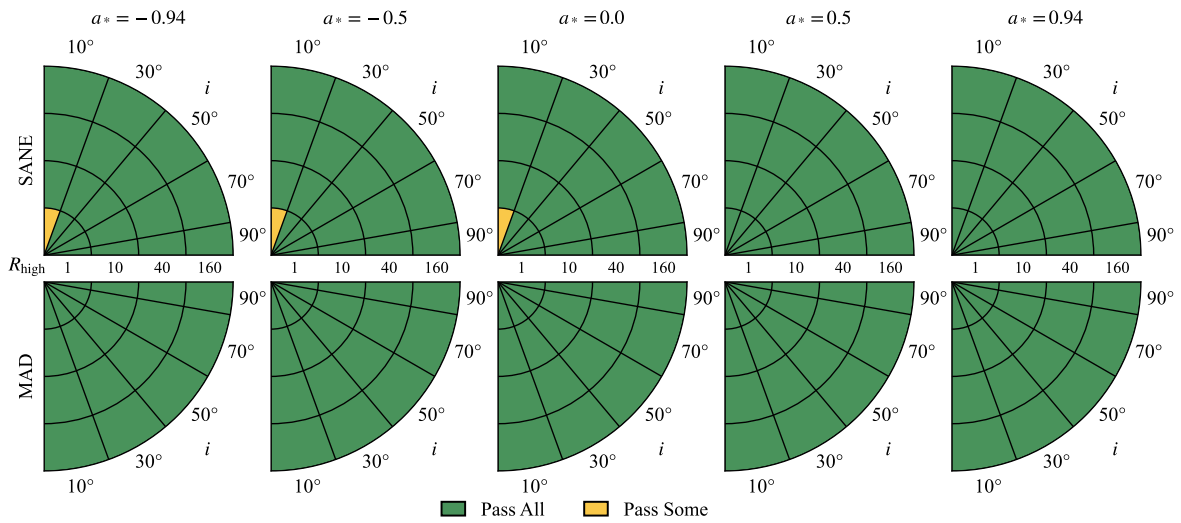 a* = −0.94 a* = −0.5 a* = 0.0 a* = 0.5 a* = 0.94
10° 10° 10° 10° 10°
30° i 30° i 30° i 30° i 30° i
50° 50° 50° 50° 50°
SANE
70° 70° 70° 70° 70°
90° 90° 90° 90° 90°
R_high 1 10 40 160 1 10 40 160 1 10 40 160 1 10 40 160 1 10 40 160
90° 90° 90° 90° 90°
MAD
70° 70° 70° 70° 70°
50° 50° 50° 50° 50°
30° i 30° i 30° i 30° i 30° i
10° 10° 10° 10° 10°
Pass All Pass Some